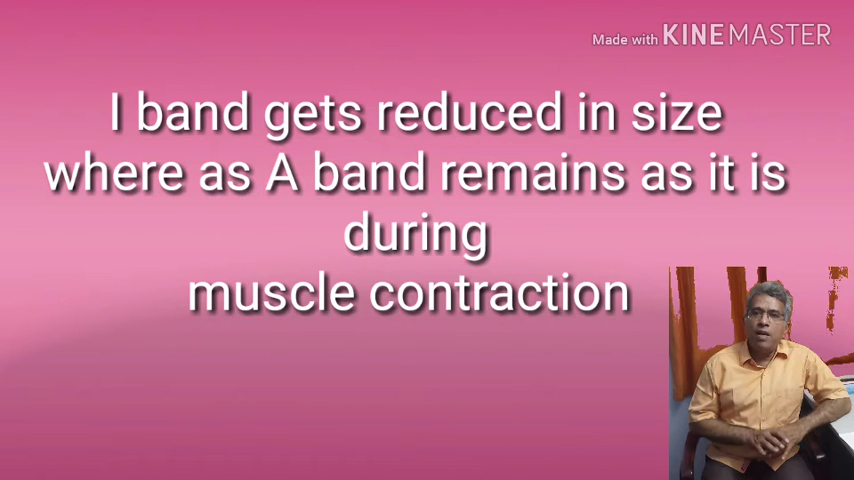 Made with KINEMASTER
I band gets reduced in size
where as A band remains as it is
during
muscle contraction